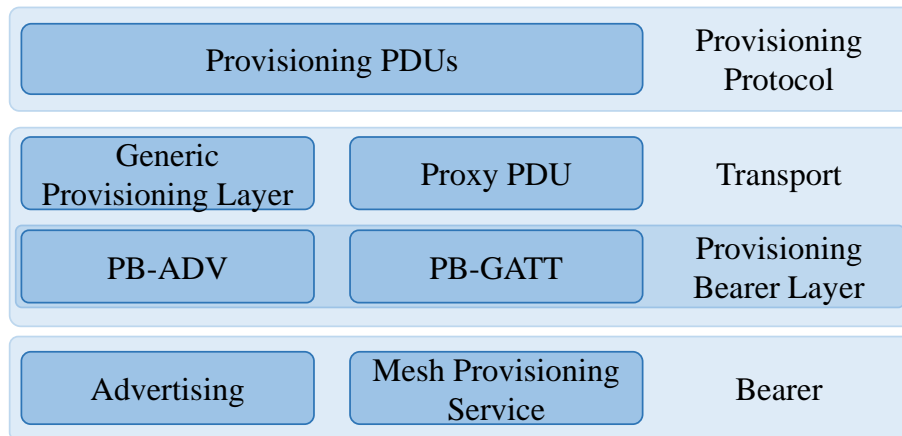 Provisioning PDUs
Provisioning
Protocol
Generic
Provisioning Layer
Proxy PDU
Transport
PB-ADV
PB-GATT
Provisioning
Bearer Layer
Advertising
Mesh Provisioning
Service
Bearer